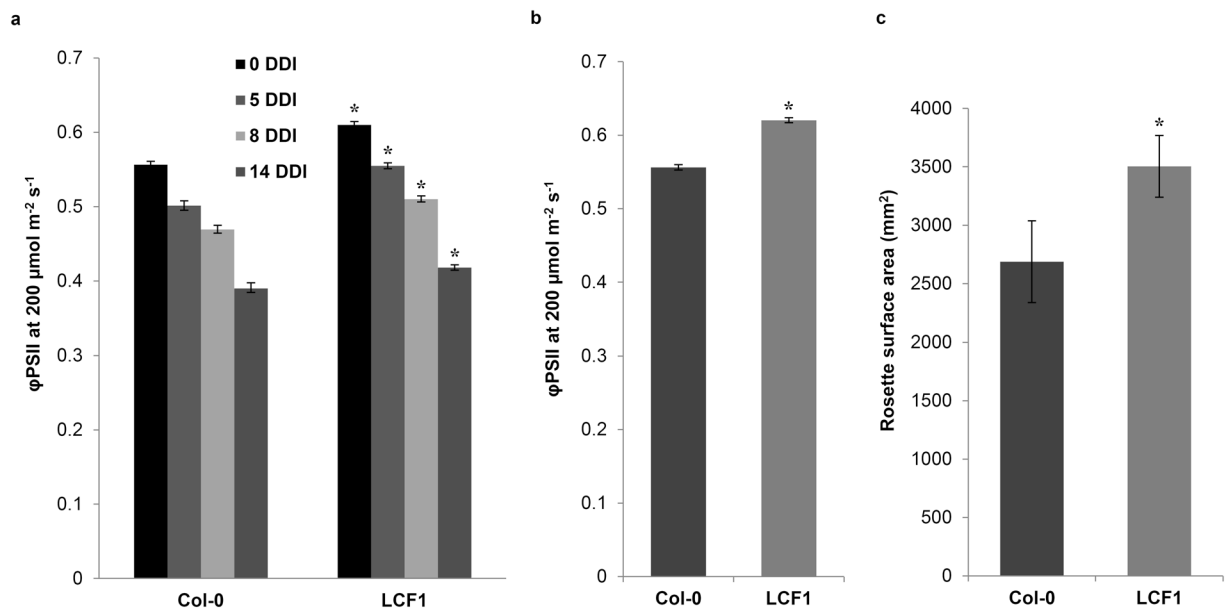 a
φPSII at 200 µmol m⁻² s⁻¹
0.7
0.6
0.5
0.4
0.3
0.2
0.1
0
0 DDI
5 DDI
8 DDI
14 DDI
* * * *
Col-0
LCF1
b
φPSII at 200 µmol m⁻² s⁻¹
0.7
0.6
0.5
0.4
0.3
0.2
0.1
0
*
Col-0
LCF1
c
Rosette surface area (mm²)
4000
3500
3000
2500
2000
1500
1000
500
0
*
Col-0
LCF1